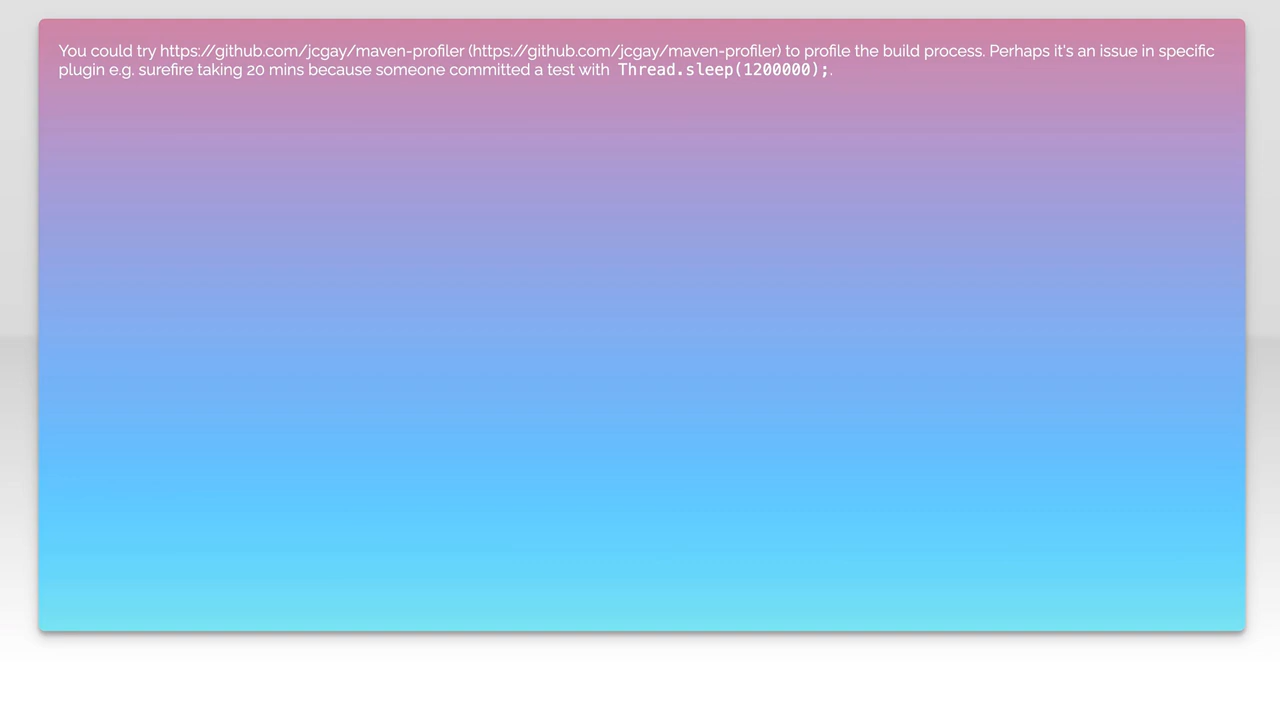 You could try https://github.com/jcgay/maven-profiler (https://github.com/jcgay/maven-profiler) to profile the build process. Perhaps it's an issue in specific
plugin e.g. surefire taking 20 mins because someone committed a test with Thread.sleep(1200000);.